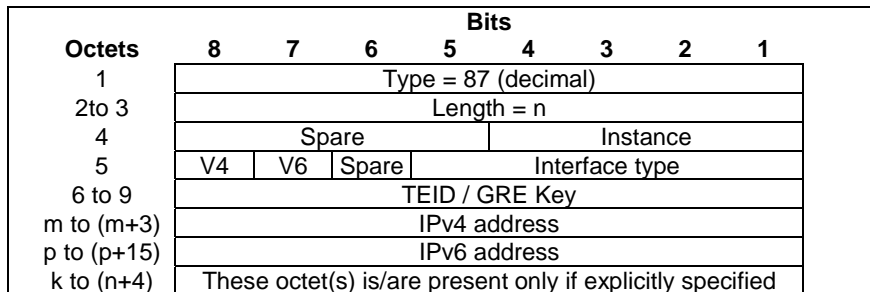 Bits
Octets 8 7 6 5 4 3 2 1
1 Type = 87 (decimal)
2to 3 Length = n
4 Spare Instance
5 V4 V6 Spare Interface type
6 to 9 TEID / GRE Key
m to (m+3) IPv4 address
p to (p+15) IPv6 address
k to (n+4) These octet(s) is/are present only if explicitly specified